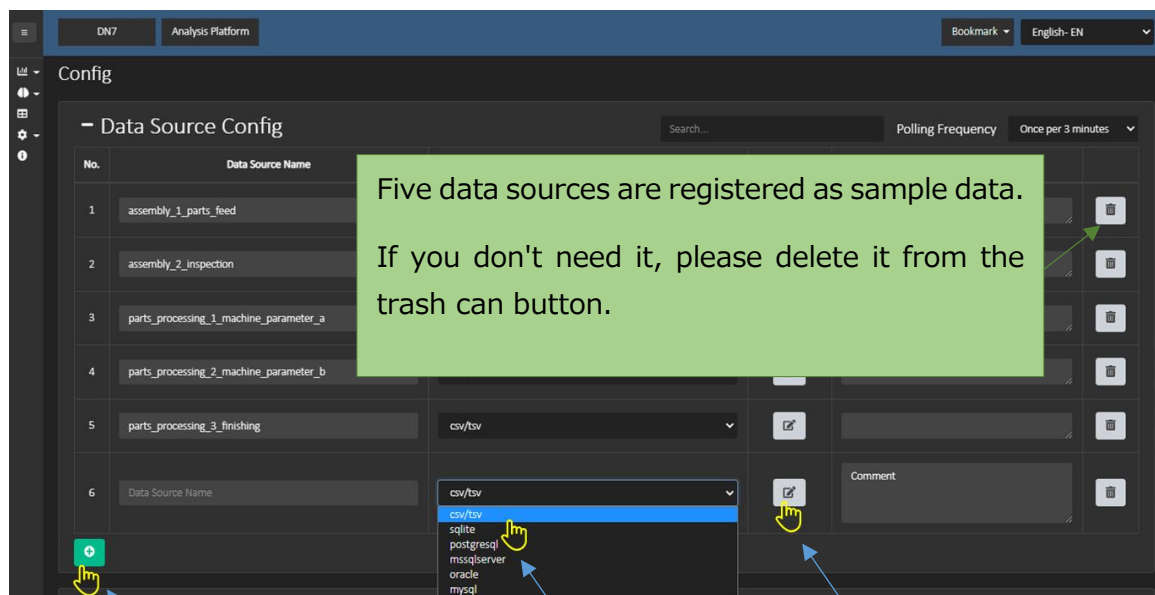 DN7 Analysis Platform Bookmark English- EN
Config
Data Source Config Search... Polling Frequency Once per 3 minutes
No. Data Source Name
1 assembly_1_parts_feed
2 assembly_2_inspection
3 parts_processing_1_machine_parameter_a
4 parts_processing_2_machine_parameter_b
Five data sources are registered as sample data.
If you don't need it, please delete it from the
trash can button.
5 parts_processing_3_finishing csv/tsv
6 Data Source Name csv/tsv Comment
csv/tsv
sqlite
postgresql
mssqlserver
oracle
mysql